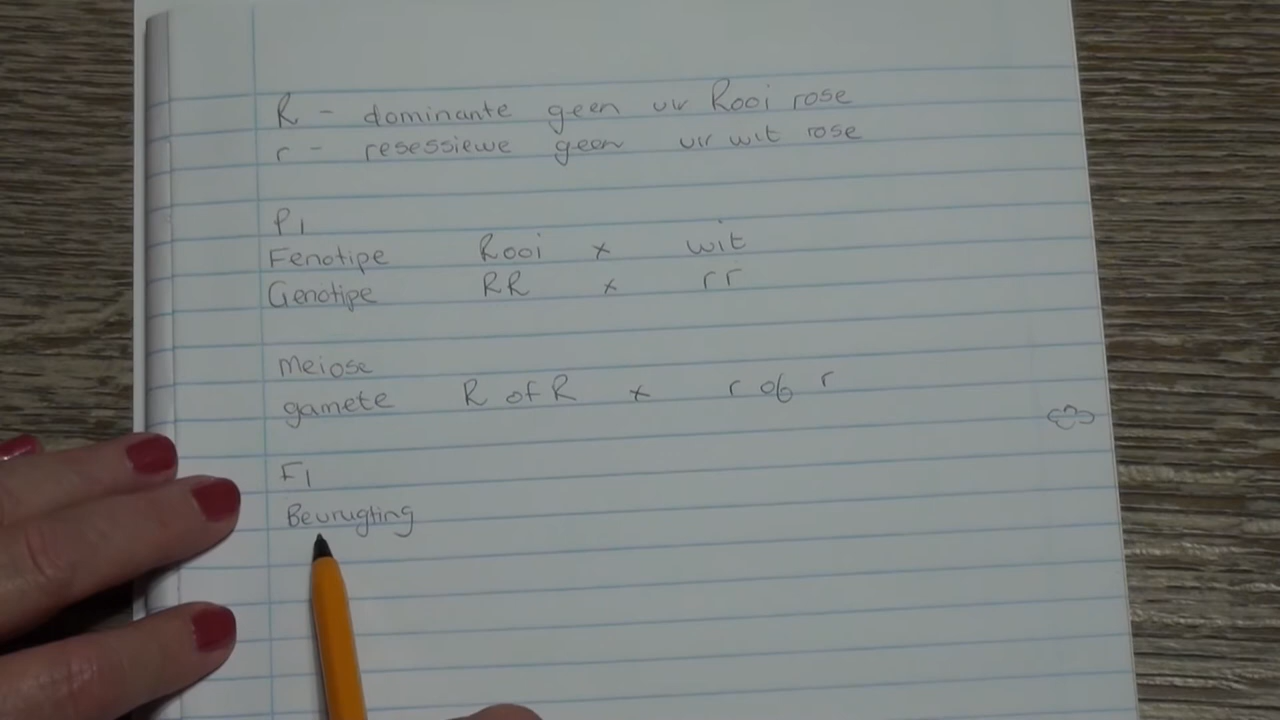 R - dominante geen vir Rooi rose
r - resessiewe geen vir wit rose
P1
Fenotipe Rooi x wit
Genotipe RR x rr
Meiose
gamete R of R x r of r
F1
Bevrugting